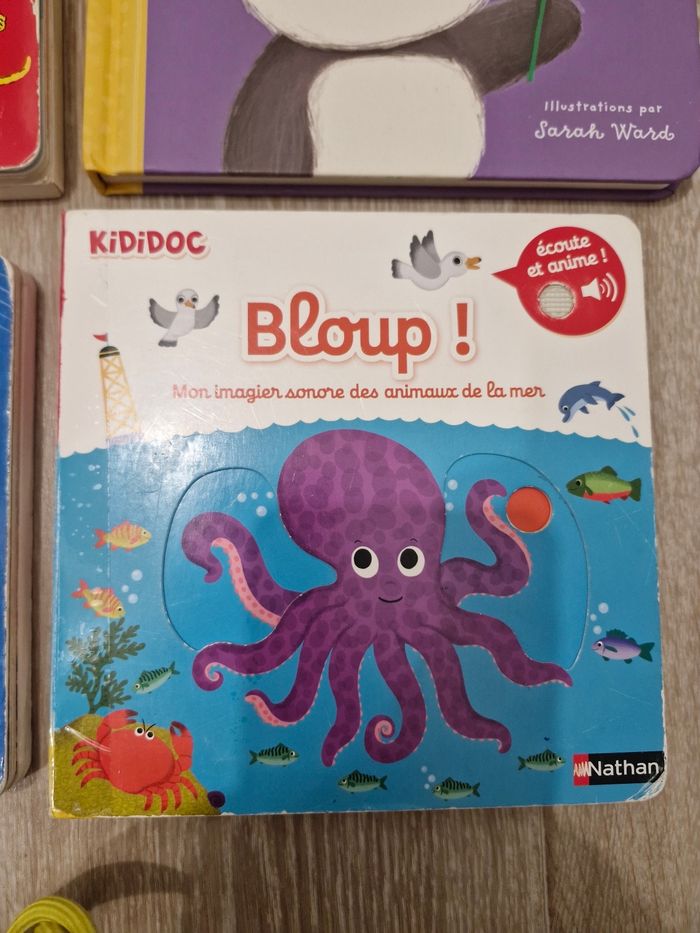 Illustrations par
Sarah Ward
KiDiDOC
écoute
et anime !
Bloup !
Mon imagier sonore des animaux de la mer
Nathan